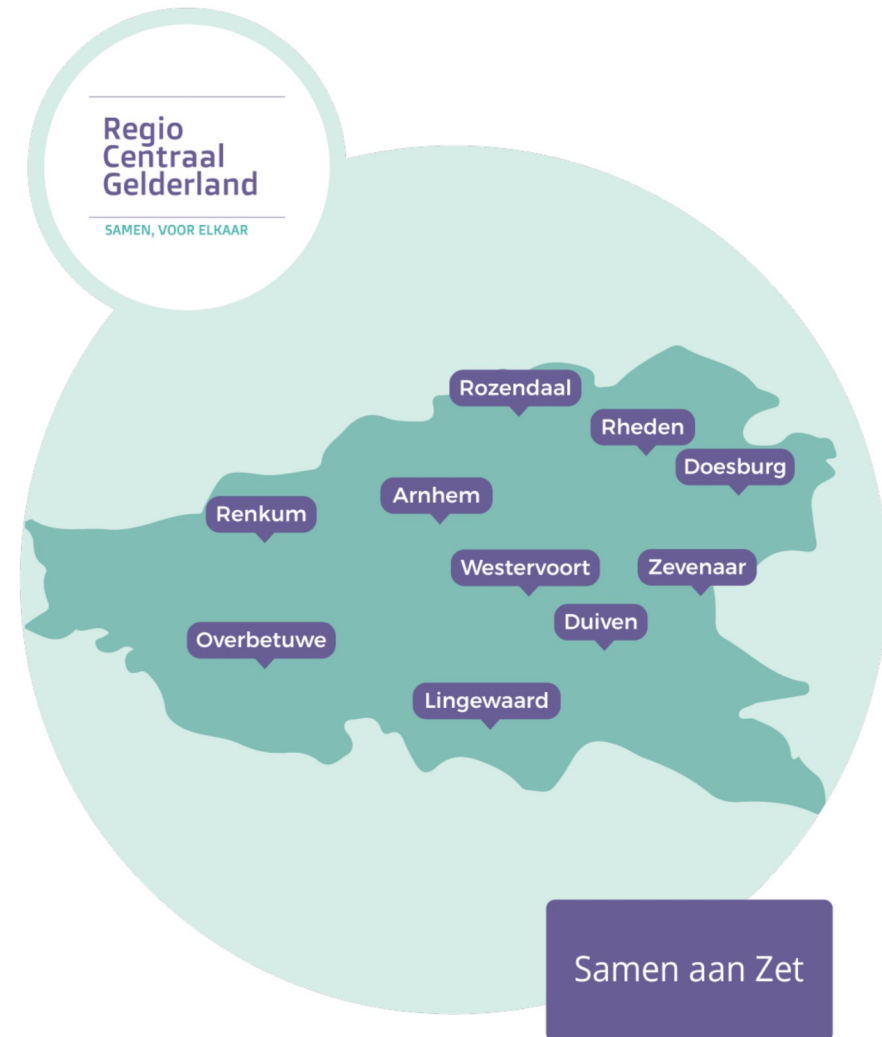 Regio
Centraal
Gelderland
SAMEN, VOOR ELKAAR
Rozendaal
Rheden
Doesburg
Arnhem
Renkum
Westervoort
Zevenaar
Duiven
Overbetuwe
Lingewaard
Samen aan Zet